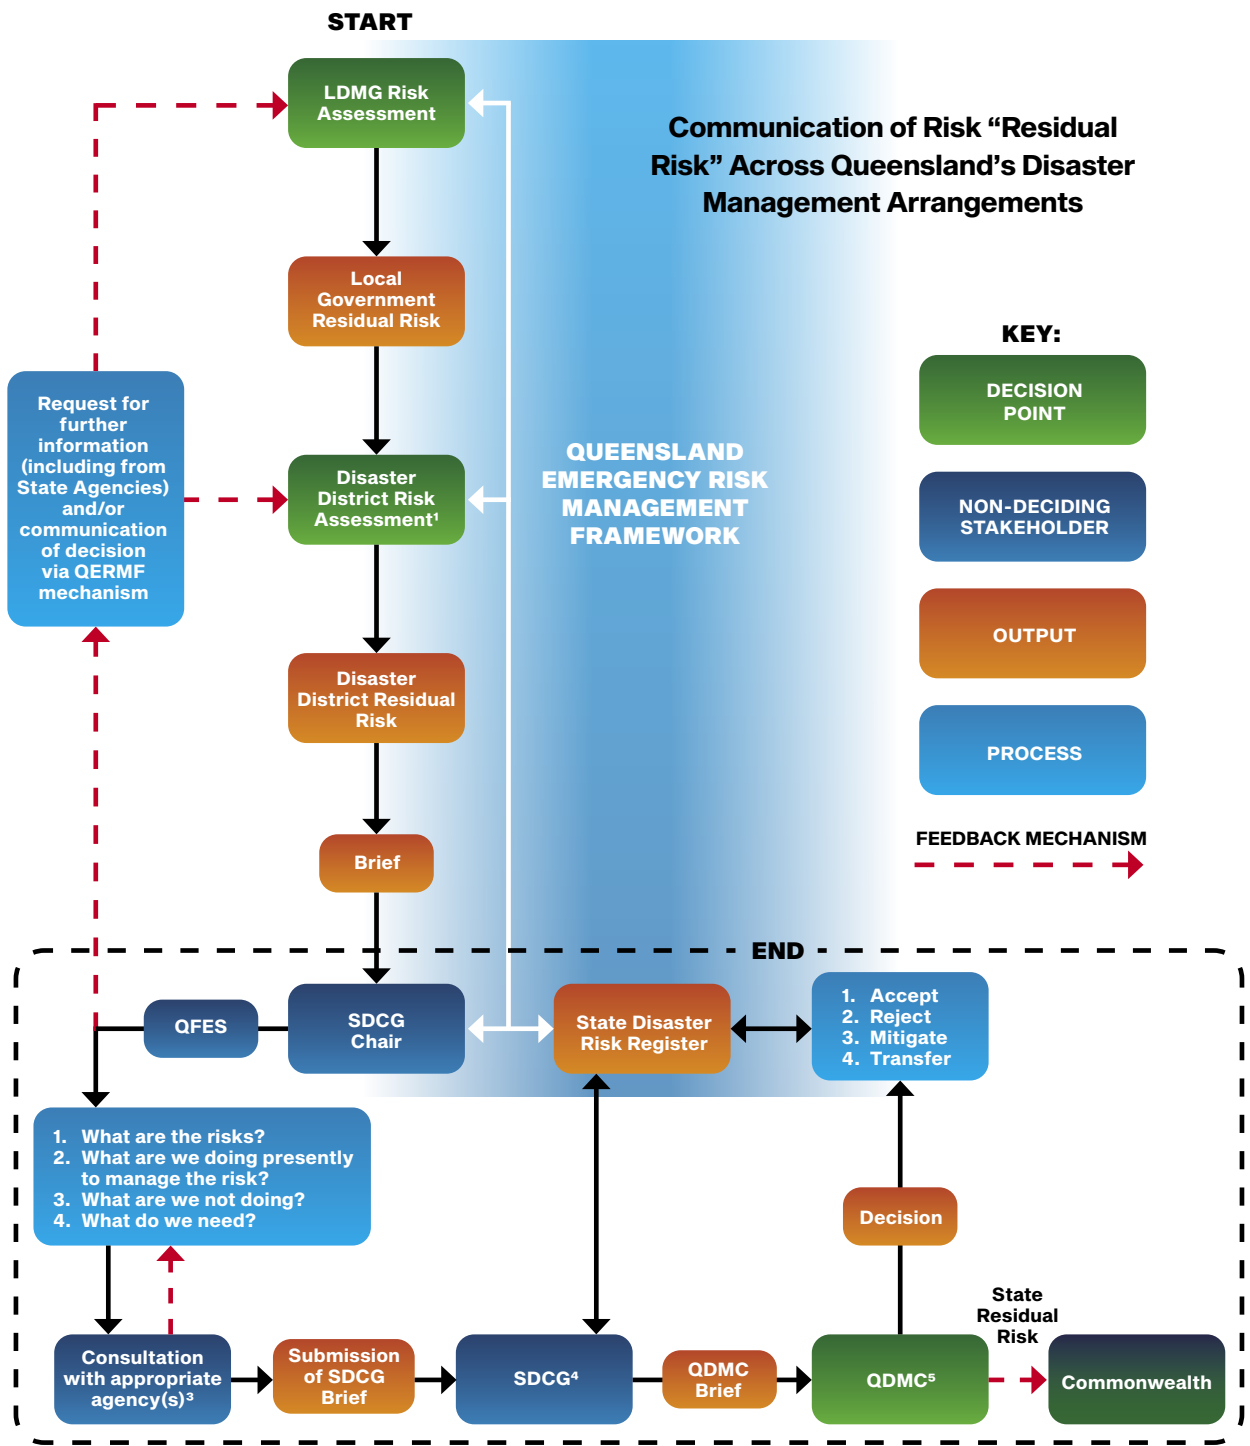 START
LDMG Risk
Assessment
Communication of Risk “Residual
Risk” Across Queensland’s Disaster
Management Arrangements
Local
Government
Residual Risk
KEY:
DECISION
POINT
Request for
further
information
(including from
State Agencies)
and/or
communication
of decision
via QERMF
mechanism
Disaster
District Risk
Assessment¹
QUEENSLAND
EMERGENCY RISK
MANAGEMENT
FRAMEWORK
NON-DECIDING
STAKEHOLDER
OUTPUT
Disaster
District Residual
Risk
PROCESS
FEEDBACK MECHANISM
Brief
END
QFES
SDCG
Chair
State Disaster
Risk Register
1. Accept
2. Reject
3. Mitigate
4. Transfer
1. What are the risks?
2. What are we doing presently
to manage the risk?
3. What are we not doing?
4. What do we need?
Decision
State
Residual
Risk
Consultation
with appropriate
agency(s)³
Submission
of SDCG
Brief
SDCG⁴
QDMC
Brief
QDMC⁵
Commonwealth